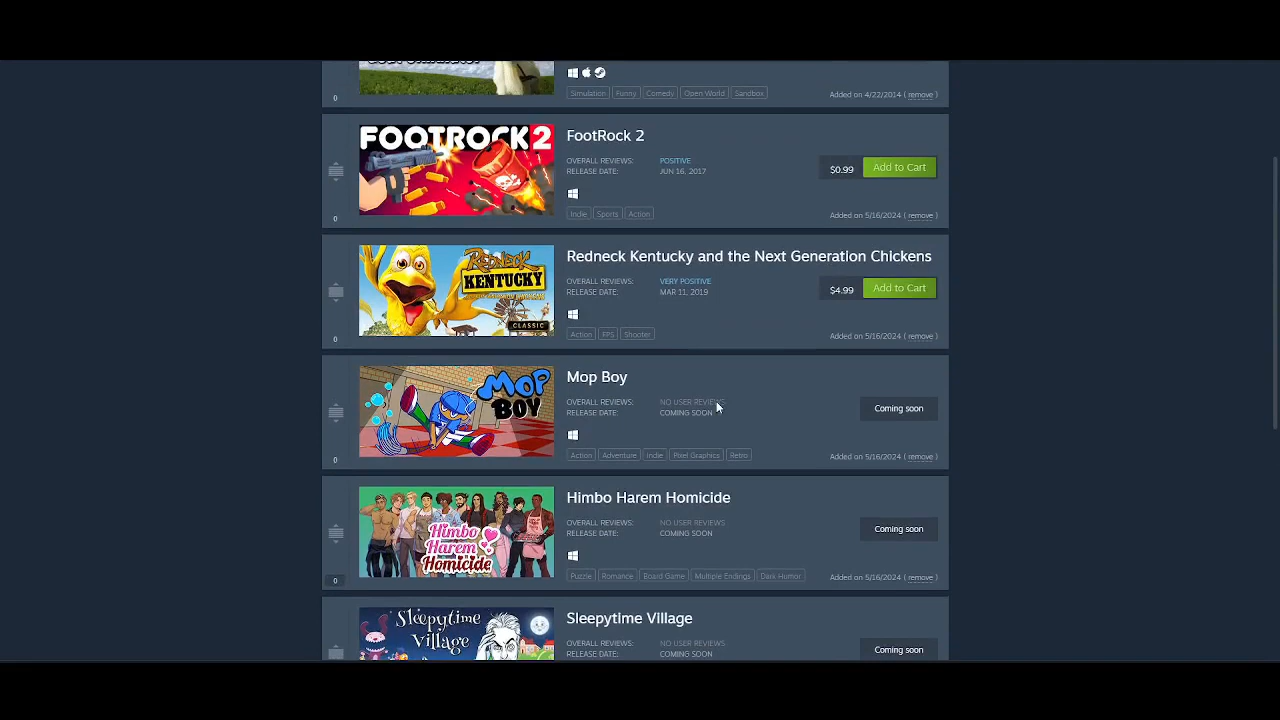 0
Simulation Funny Comedy Open World Sandbox
Added on 4/22/2014 ( remove )
FOOTROCK 2
FootRock 2
OVERALL REVIEWS: POSITIVE
RELEASE DATE: JUN 16, 2017
$0.99 Add to Cart
Indie Sports Action
Added on 5/16/2024 ( remove )
0
REDNECK
KENTUCKY
CLASSIC
Redneck Kentucky and the Next Generation Chickens
OVERALL REVIEWS: VERY POSITIVE
RELEASE DATE: MAR 11, 2019
$4.99 Add to Cart
Action FPS Shooter
Added on 5/16/2024 ( remove )
0
MOP
BOY
Mop Boy
OVERALL REVIEWS: NO USER REVIEWS
RELEASE DATE: COMING SOON
Coming soon
Action Adventure Indie Pixel Graphics Retro
Added on 5/16/2024 ( remove )
0
Himbo
Harem
Homicide
Himbo Harem Homicide
OVERALL REVIEWS: NO USER REVIEWS
RELEASE DATE: COMING SOON
Coming soon
Puzzle Romance Board Game Multiple Endings Dark Humor
Added on 5/16/2024 ( remove )
0
Sleepytime
Village
Sleepytime Village
OVERALL REVIEWS: NO USER REVIEWS
RELEASE DATE: COMING SOON
Coming soon